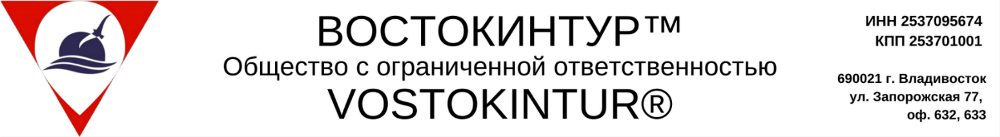 ВОСТОКИНТУР™
Общество с ограниченной ответственностью
VOSTOKINTUR®
ИНН 2537095674
КПП 253701001
690021 г. Владивосток
ул. Запорожская 77,
оф. 632, 633